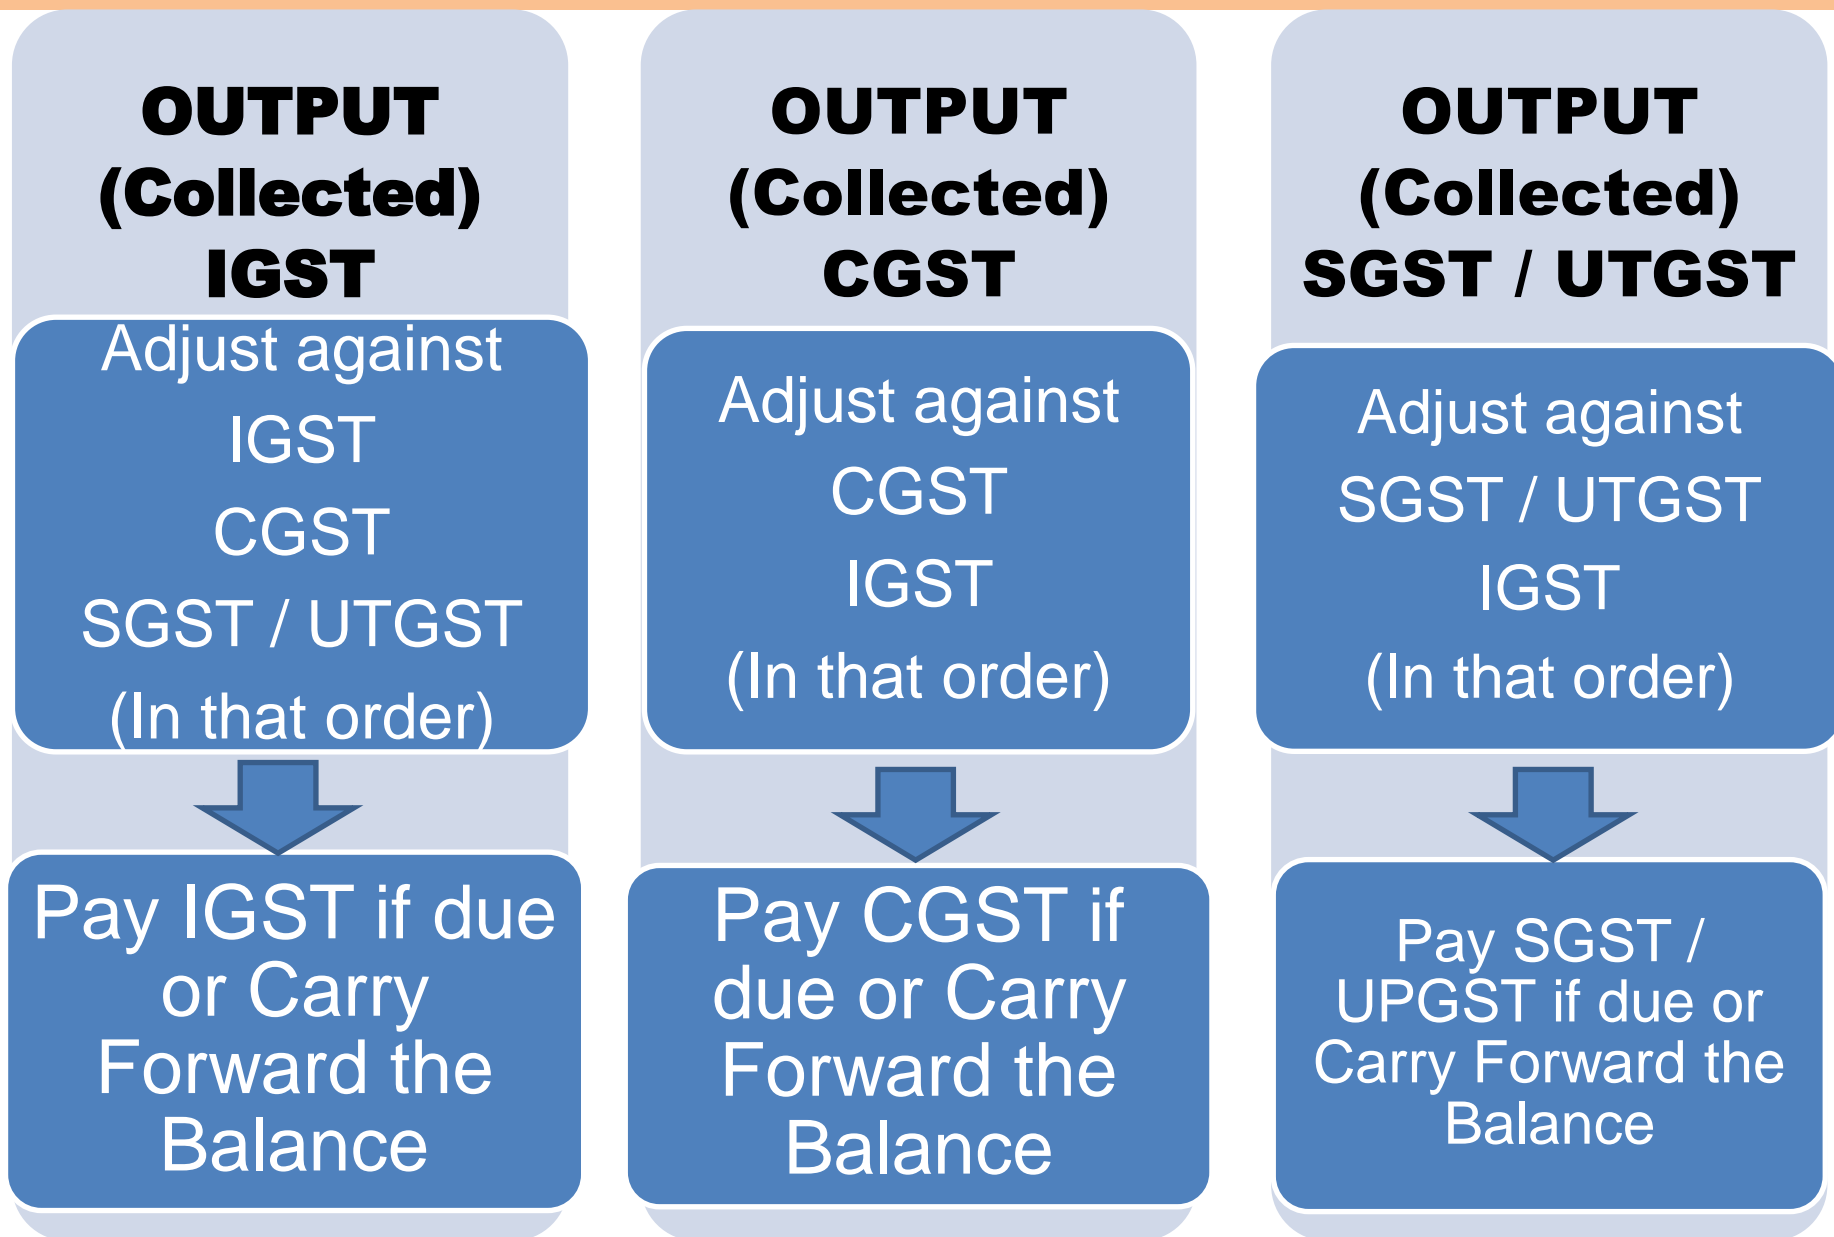 OUTPUT
(Collected)
IGST
Adjust against
IGST
CGST
SGST / UTGST
(In that order)
Pay IGST if due
or Carry
Forward the
Balance
OUTPUT
(Collected)
CGST
Adjust against
CGST
IGST
(In that order)
Pay CGST if
due or Carry
Forward the
Balance
OUTPUT
(Collected)
SGST / UTGST
Adjust against
SGST / UTGST
IGST
(In that order)
Pay SGST /
UPGST if due or
Carry Forward the
Balance